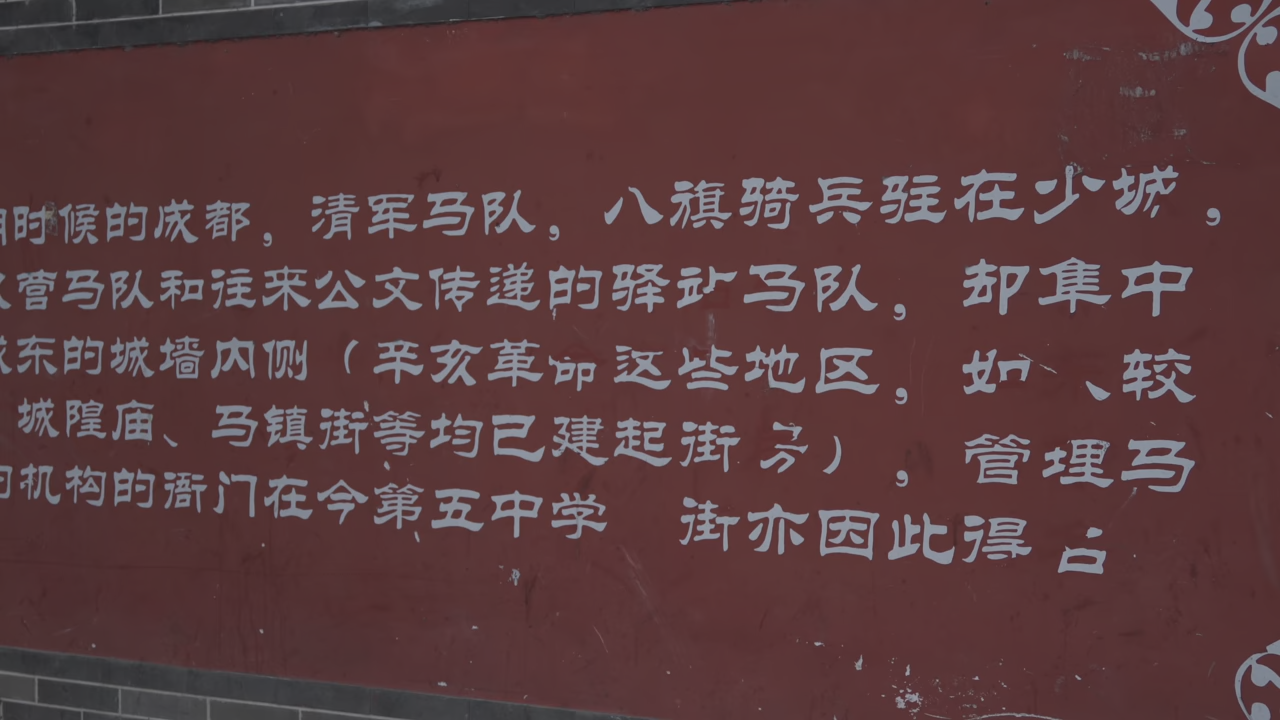 时候的成都，清军马队，八旗骑兵驻在少城，
营马队和往来公文传递的驿站马队，却集中
东的城墙内侧（辛亥革命这些地区，如、较
城隍庙、马镇街等均已建起街），管理马
机构的衙门在今第五中学 街亦因此得